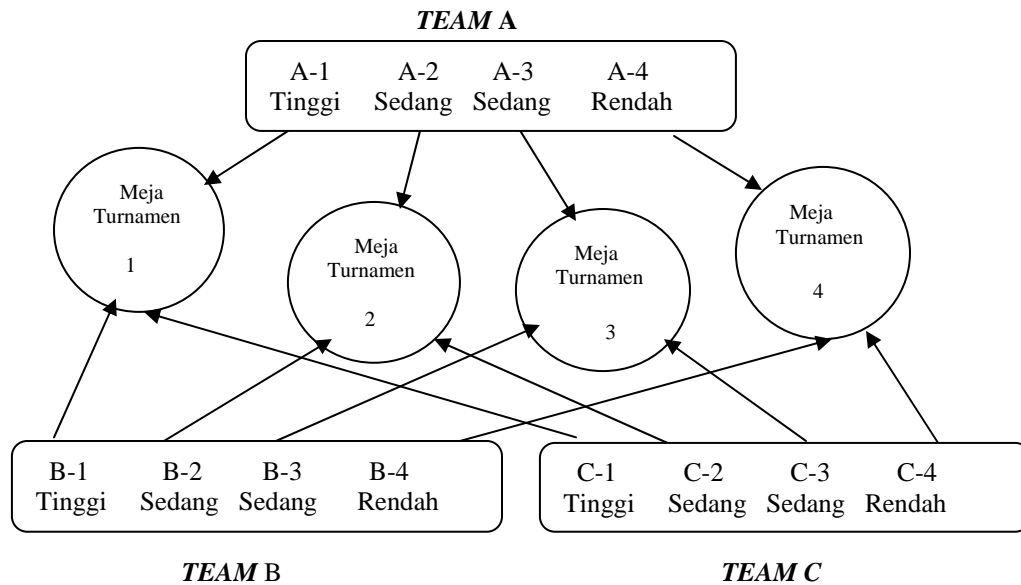 TEAM A
A-1 A-2 A-3 A-4
Tinggi Sedang Sedang Rendah
Meja
Turnamen
1
Meja
Turnamen
2
Meja
Turnamen
3
Meja
Turnamen
4
B-1 B-2 B-3 B-4
Tinggi Sedang Sedang Rendah
C-1 C-2 C-3 C-4
Tinggi Sedang Sedang Rendah
TEAM B
TEAM C